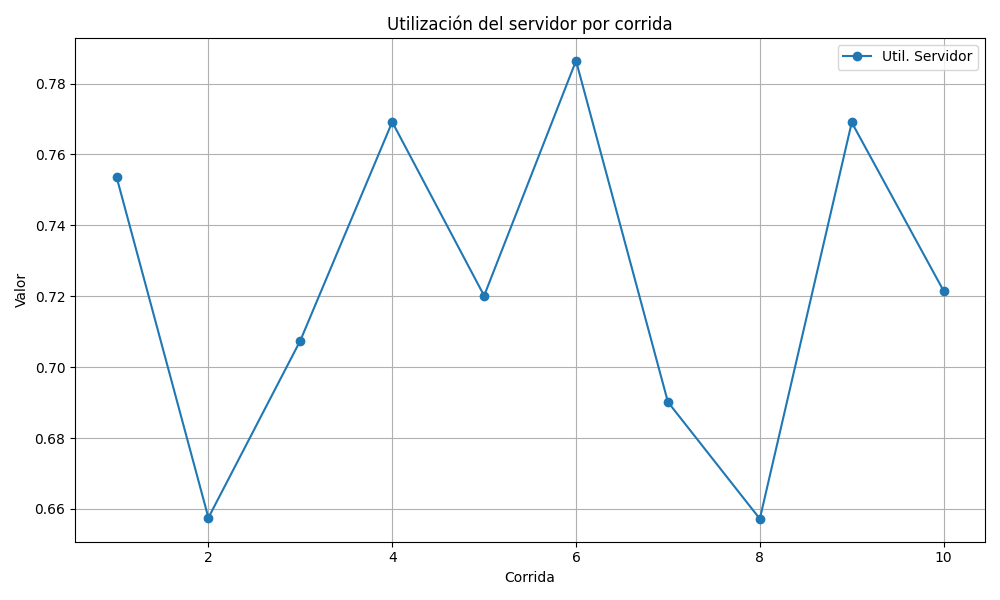 Utilización del servidor por corrida
Util. Servidor
Valor
0.78
0.76
0.74
0.72
0.70
0.68
0.66
2 4 6 8 10
Corrida